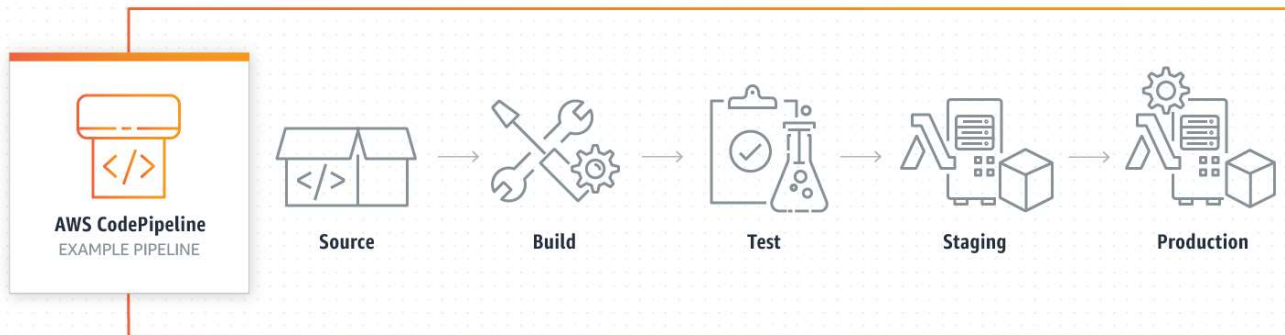 AWS CodePipeline
EXAMPLE PIPELINE
Source
Build
Test
Staging
Production